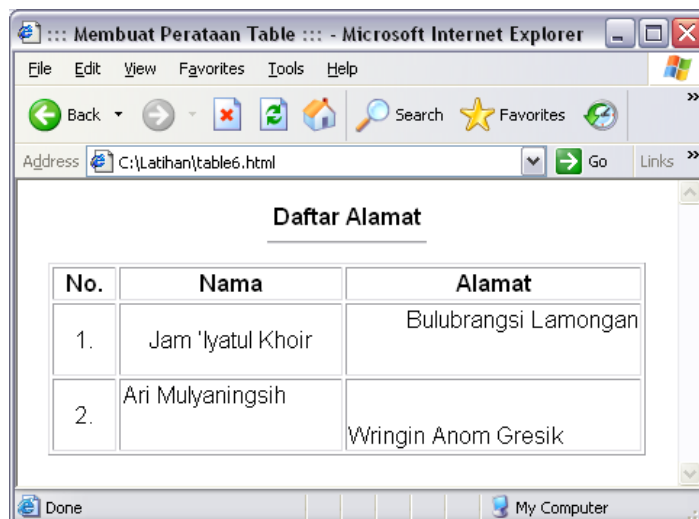 ::: Membuat Perataan Table ::: - Microsoft Internet Explorer
File Edit View Favorites Tools Help
Back Search Favorites »
Address C:\Latihan\table6.html Go Links »
Daftar Alamat
No. Nama Alamat
1. Jam 'Iyatul Khoir Bulubrangsi Lamongan
2. Ari Mulyaningsih Wringin Anom Gresik
Done My Computer